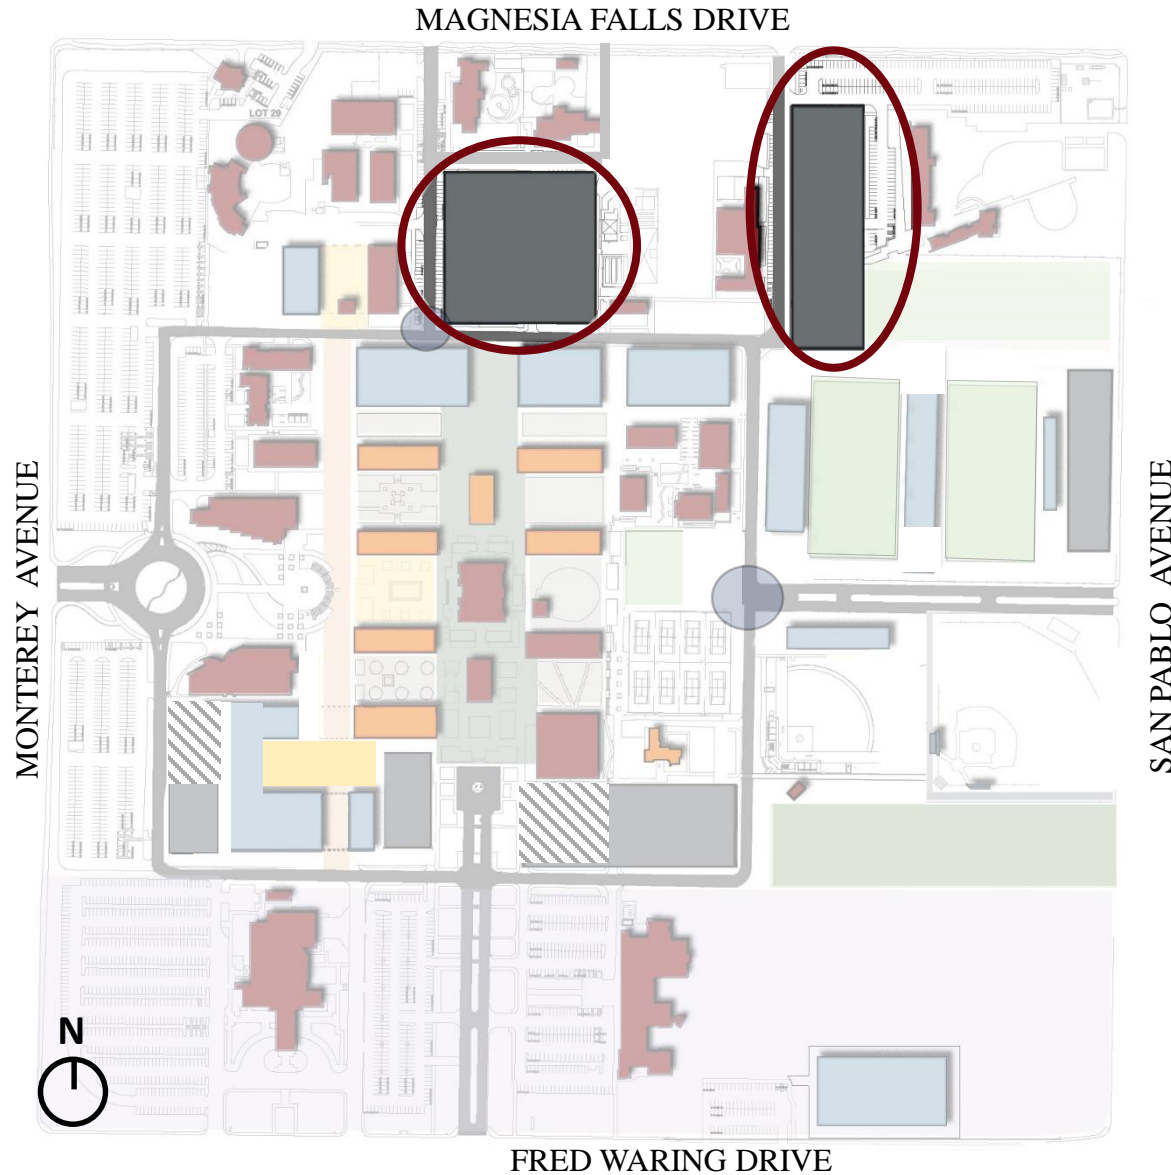 MAGNESIA FALLS DRIVE
LOT 29
MONTEREY AVENUE
SAN PABLO AVENUE
N
FRED WARING DRIVE